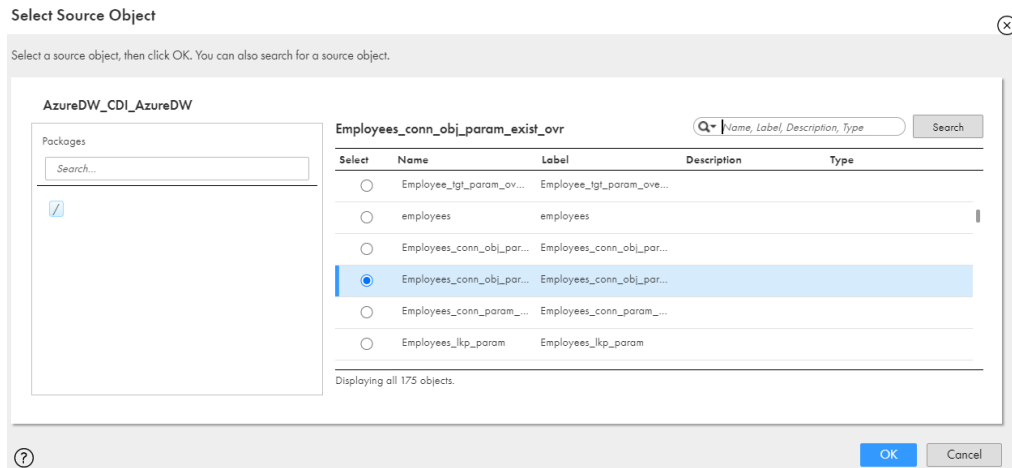 Select Source Object
Select a source object, then click OK. You can also search for a source object.
AzureDW_CDI_AzureDW
Packages
Search...
/
Employees_conn_obj_param_exist_ovr
Name, Label, Description, Type
Search
Select Name Label Description Type
Employee_tgt_param_ov... Employee_tgt_param_ove...
employees employees
Employees_conn_obj_par... Employees_conn_obj_par...
Employees_conn_obj_par... Employees_conn_obj_par...
Employees_conn_param_... Employees_conn_param_...
Employees_lkp_param Employees_lkp_param
Displaying all 175 objects.
?
OK Cancel